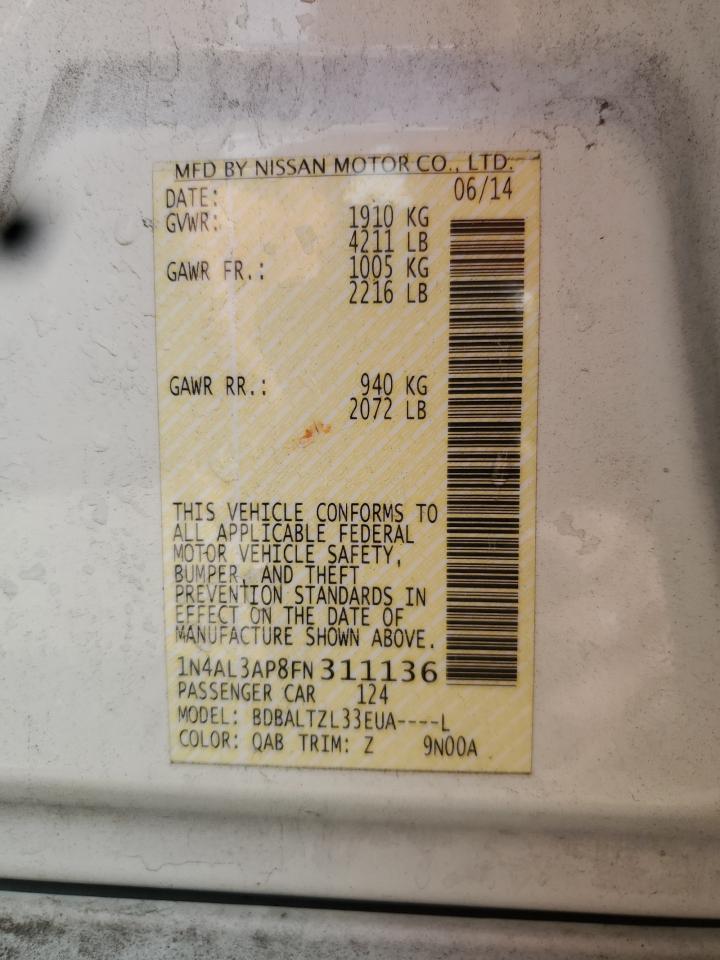 MFD BY NISSAN MOTOR CO., LTD.
DATE: 06/14
GVWR: 1910 KG
4211 LB
GAWR FR.: 1005 KG
2216 LB
GAWR RR.: 940 KG
2072 LB
THIS VEHICLE CONFORMS TO
ALL APPLICABLE FEDERAL
MOTOR VEHICLE SAFETY,
BUMPER, AND THEFT
PREVENTION STANDARDS IN
EFFECT ON THE DATE OF
MANUFACTURE SHOWN ABOVE.
1N4AL3AP8FN311136
PASSENGER CAR 124
MODEL: BDBALTZL33EUA----L
COLOR: QAB TRIM: Z 9N00A